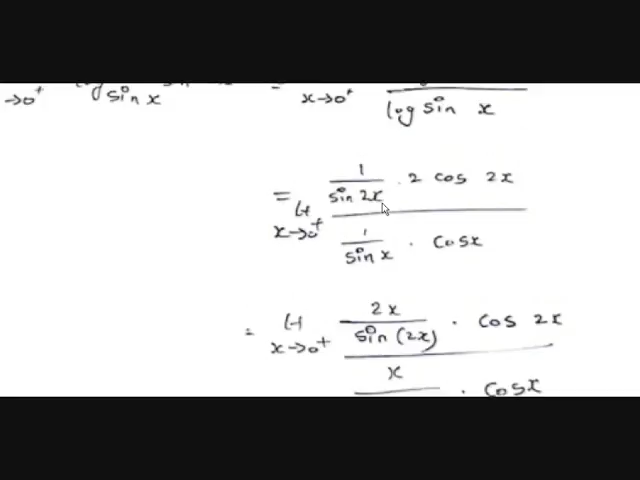 x→0⁺ log sin x = x→0⁺ log sin x
= Lt x→0⁺ (1/sin 2x · 2 cos 2x) / (1/sin x · cos x)
= Lt x→0⁺ (2x/sin (2x) · cos 2x) / (x/ · cos x)